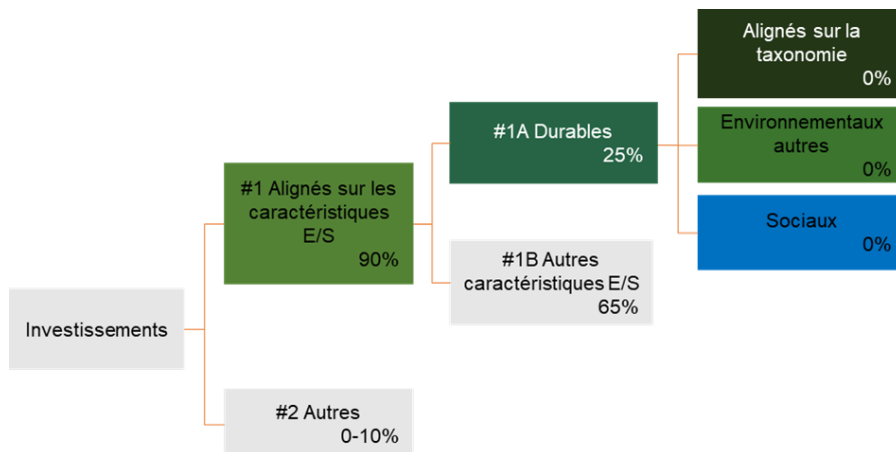 Alignés sur la
taxonomie
0%
#1A Durables
25%
Environnementaux
autres
0%
#1 Alignés sur les
caractéristiques
E/S
90%
Sociaux
0%
#1B Autres
caractéristiques E/S
65%
Investissements
#2 Autres
0-10%